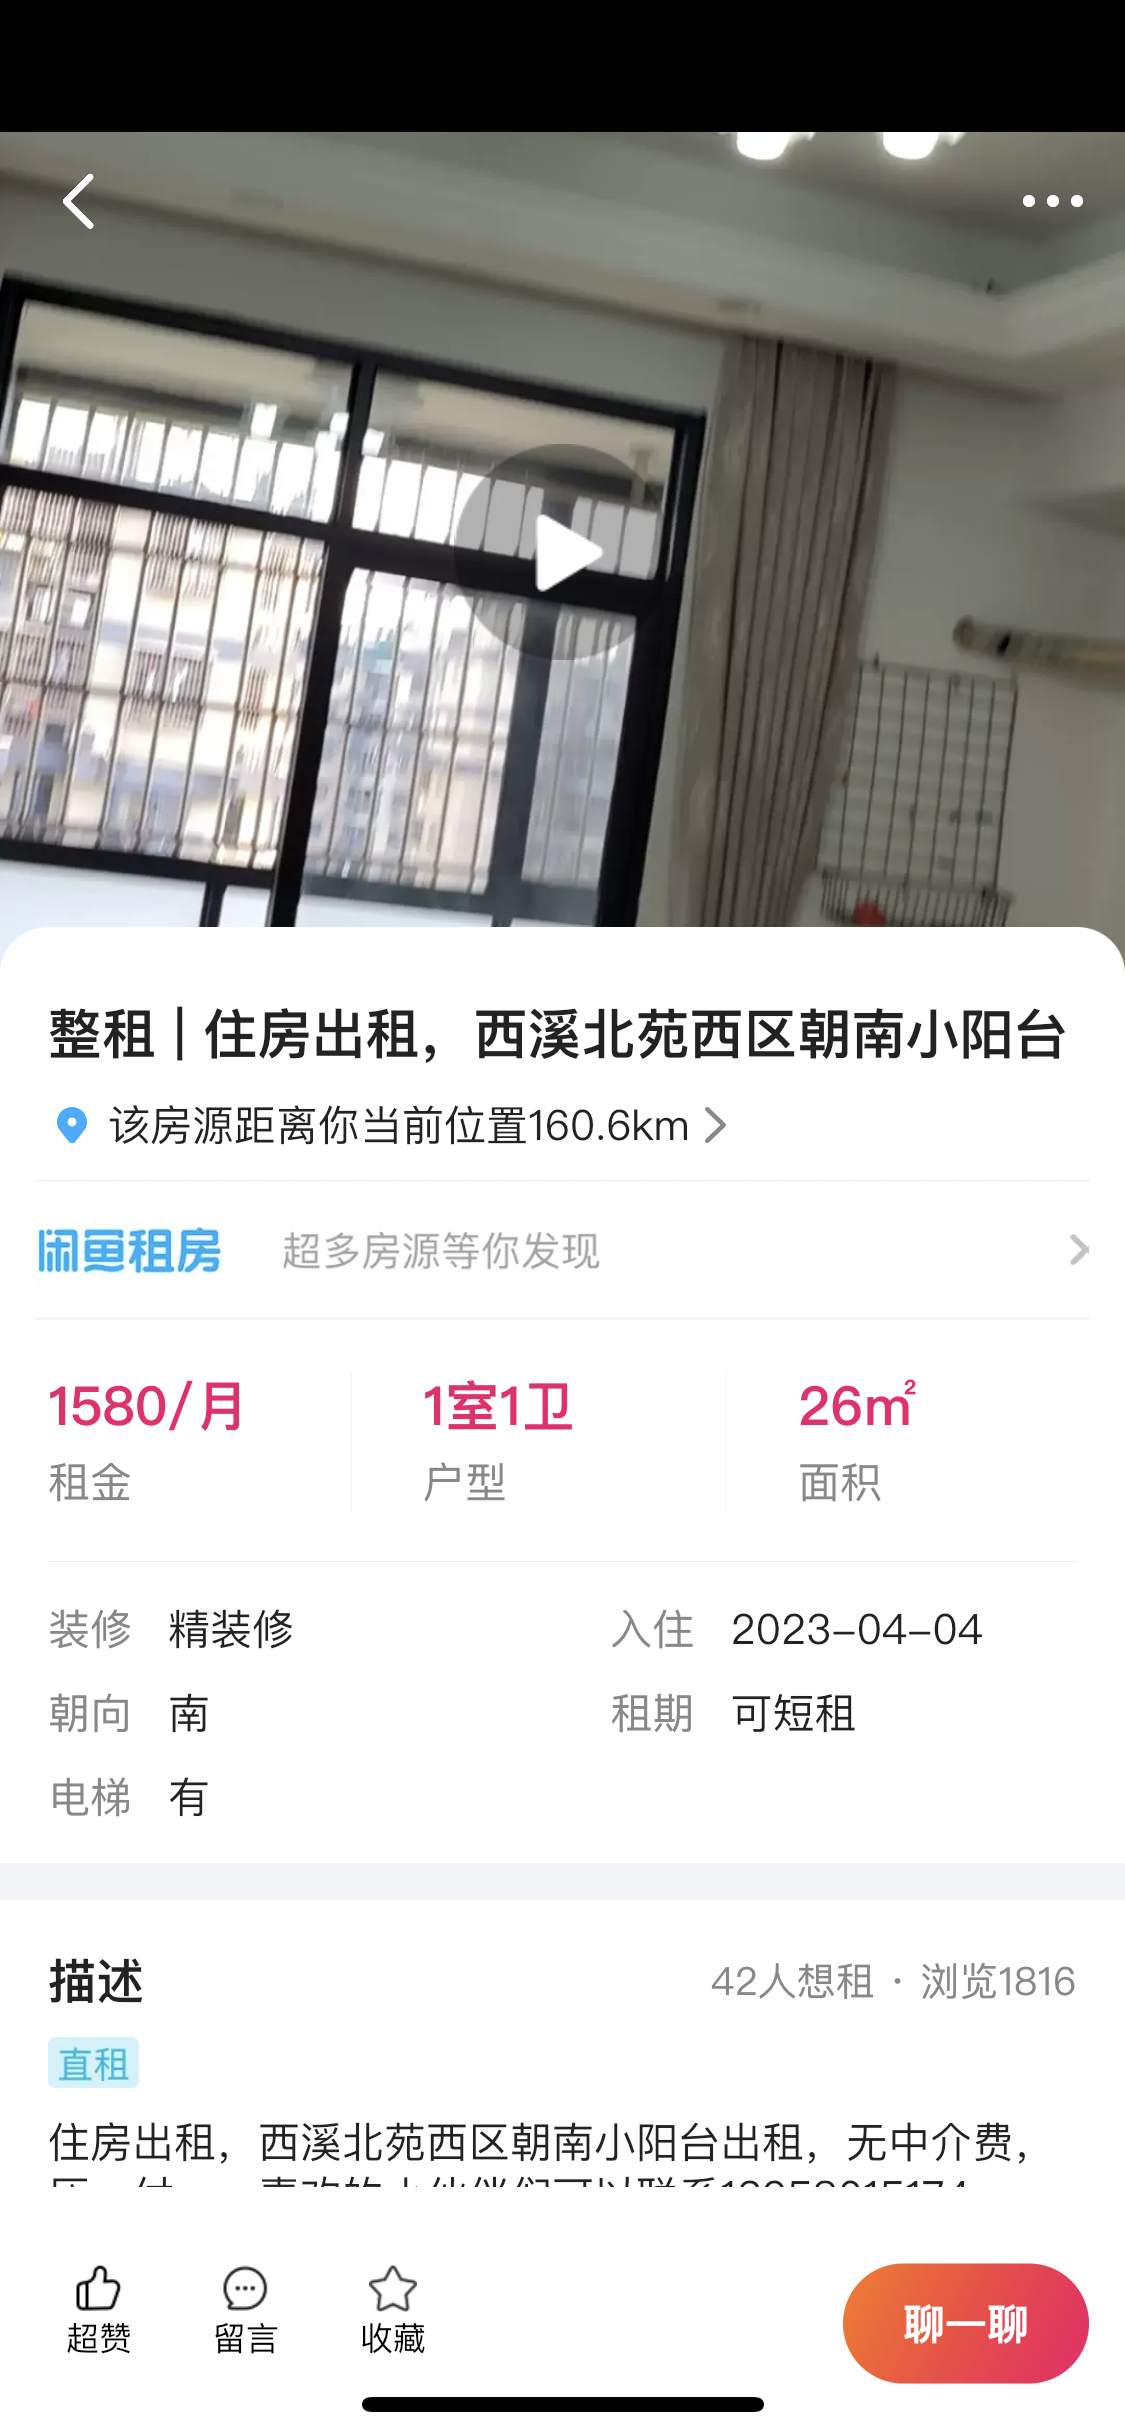 整租 | 住房出租，西溪北苑西区朝南小阳台
该房源距离你当前位置160.6km
闲鱼租房 超多房源等你发现
1580/月 1室1卫 26㎡
租金 户型 面积
装修 精装修 入住 2023-04-04
朝向 南 租期 可短租
电梯 有
描述 42人想租 · 浏览1816
直租
住房出租，西溪北苑西区朝南小阳台出租，无中介费，
超赞 留言 收藏 聊一聊